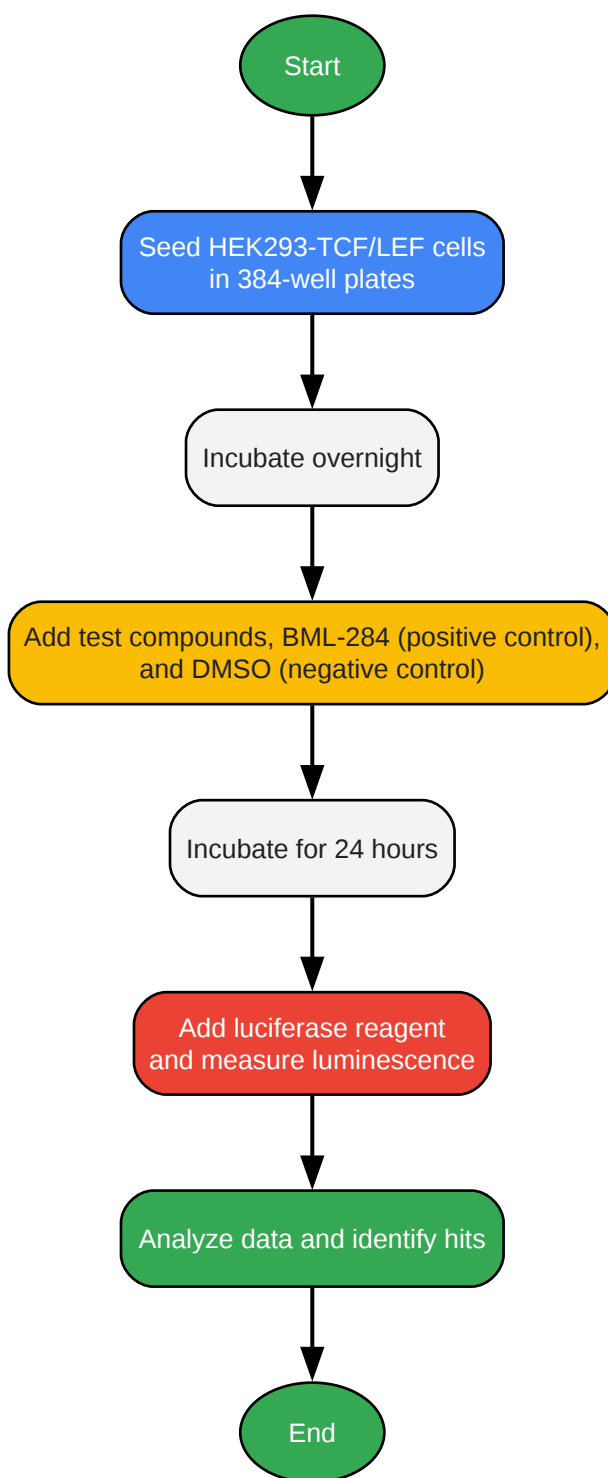 Start
Seed HEK293-TCF/LEF cells
in 384-well plates
Incubate overnight
Add test compounds, BML-284 (positive control),
and DMSO (negative control)
Incubate for 24 hours
Add luciferase reagent
and measure luminescence
Analyze data and identify hits
End